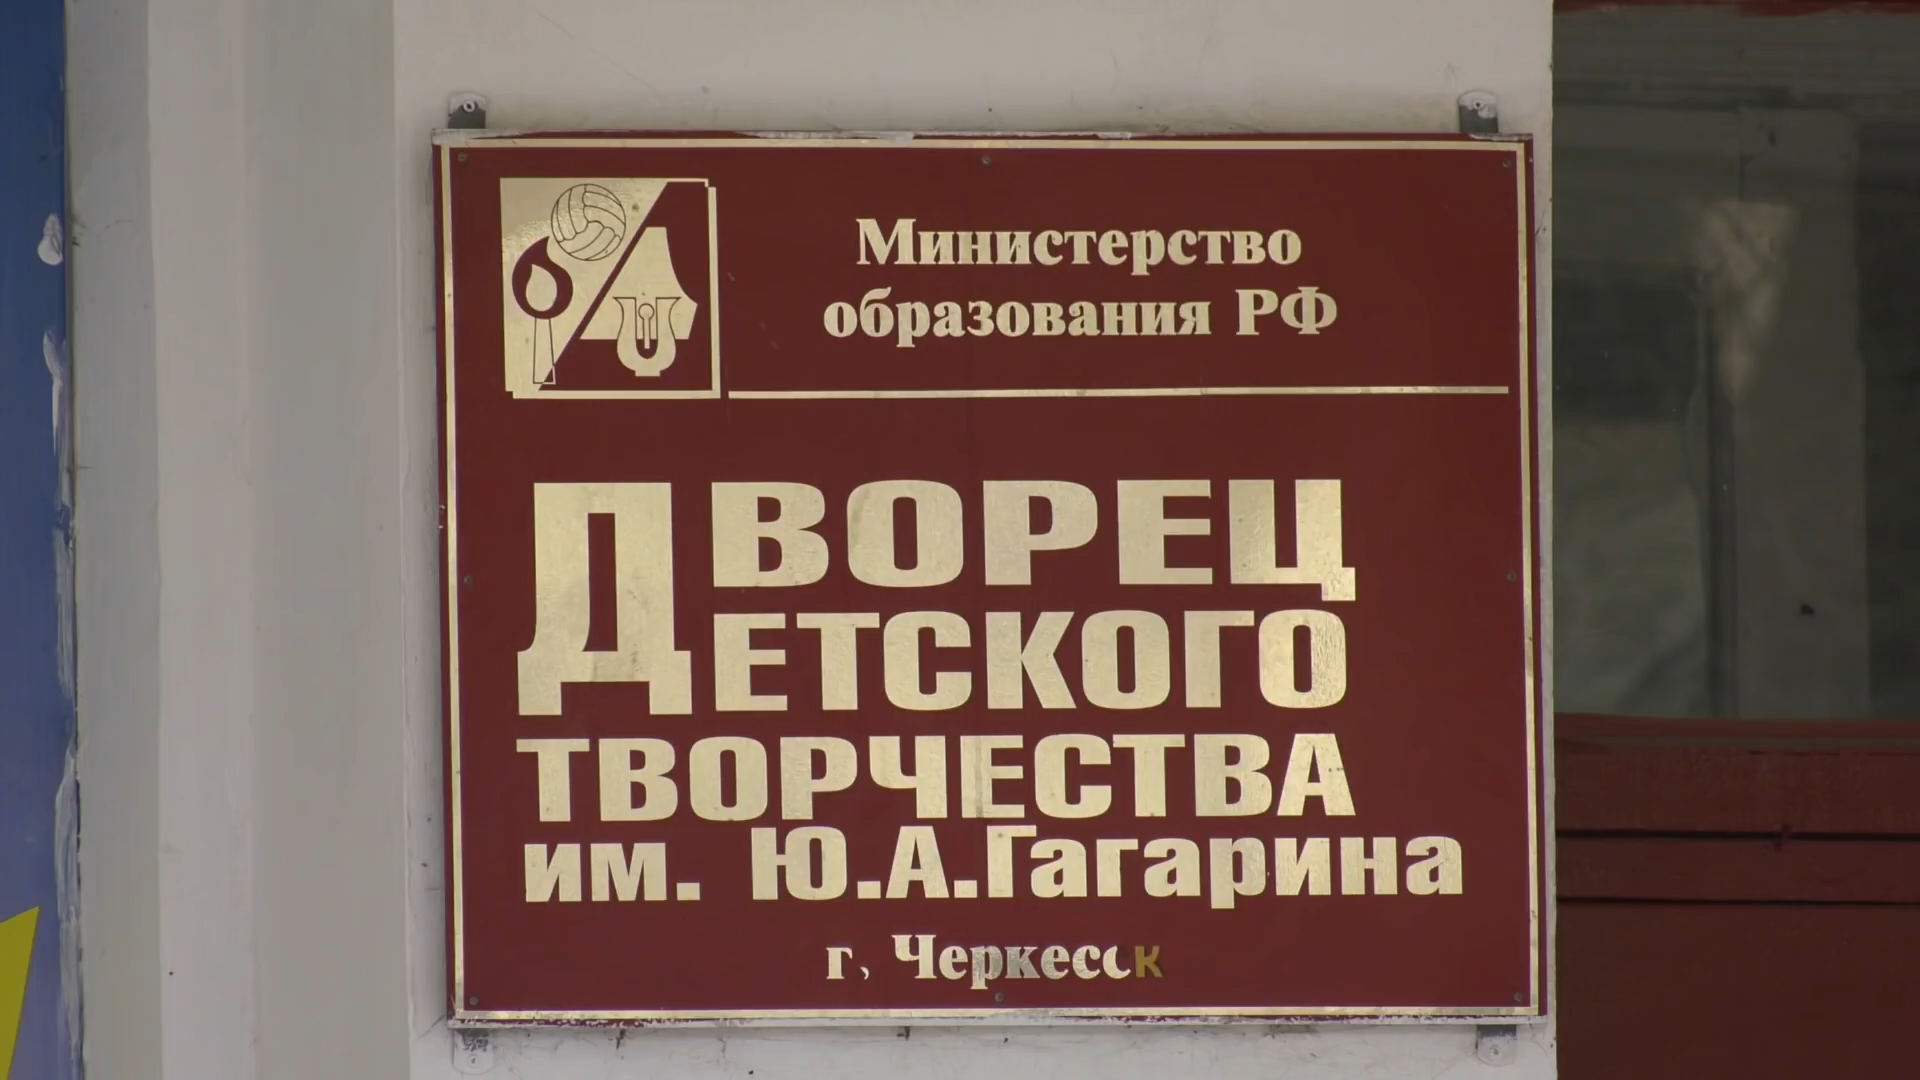 Министерство
образования РФ
ДВОРЕЦ
ДЕТСКОГО
ТВОРЧЕСТВА
им. Ю.А.Гагарина
г. Черкесск